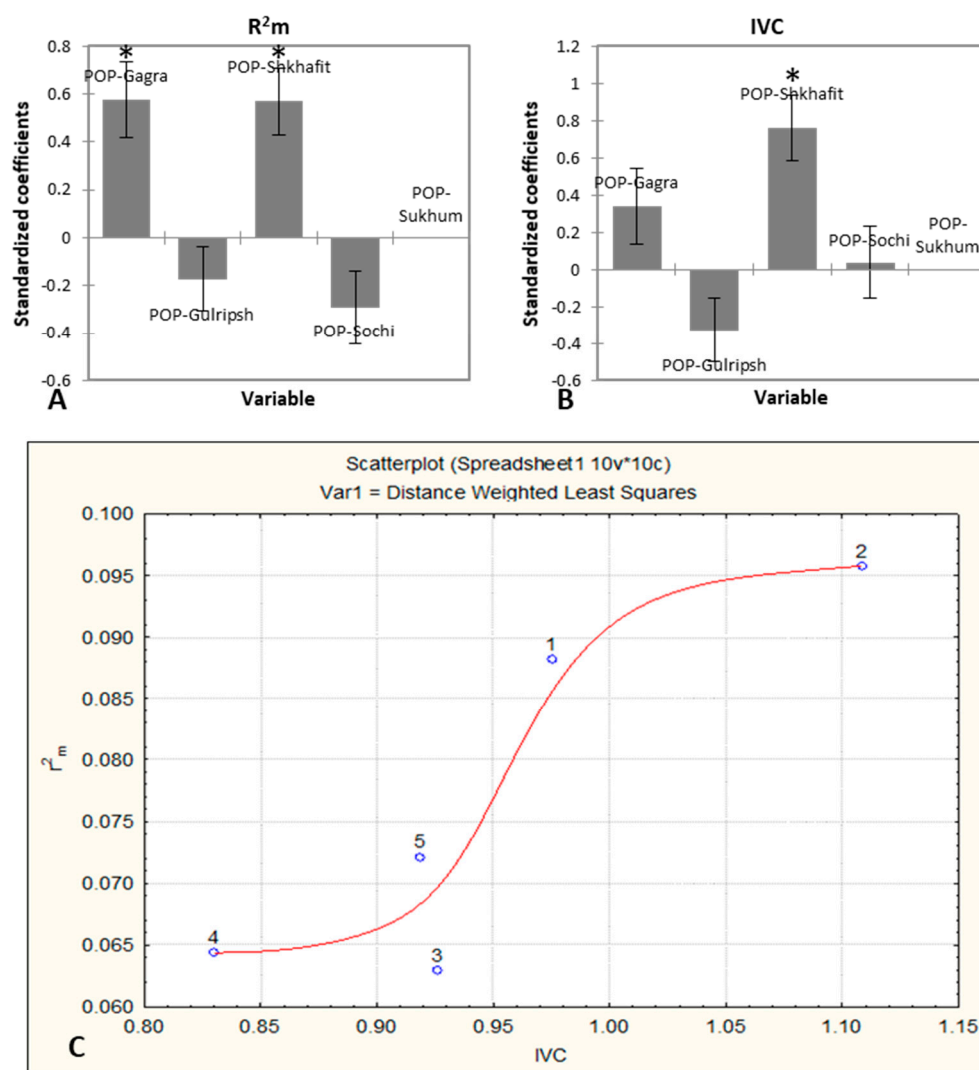 R²m
IVC
Standardized coefficients
0.8
0.6
0.4
0.2
0
-0.2
-0.4
-0.6
*
*
POP-Gagra
POP-Shkhafit
POP-Gulripsh
POP-Sochi
POP-
Sukhum
A
Variable
Standardized coefficients
1.2
1
0.8
0.6
0.4
0.2
0
-0.2
-0.4
-0.6
*
POP-Shkhafit
POP-Gagra
POP-Sochi
POP-
Sukhum
POP-Gulripsh
B
Variable
Scatterplot (Spreadsheet1 10v*10c)
Var1 = Distance Weighted Least Squares
r²m
0.100
0.095
0.090
0.085
0.080
0.075
0.070
0.065
0.060
2
1
5
4
3
0.80 0.85 0.90 0.95 1.00 1.05 1.10 1.15
C
IVC